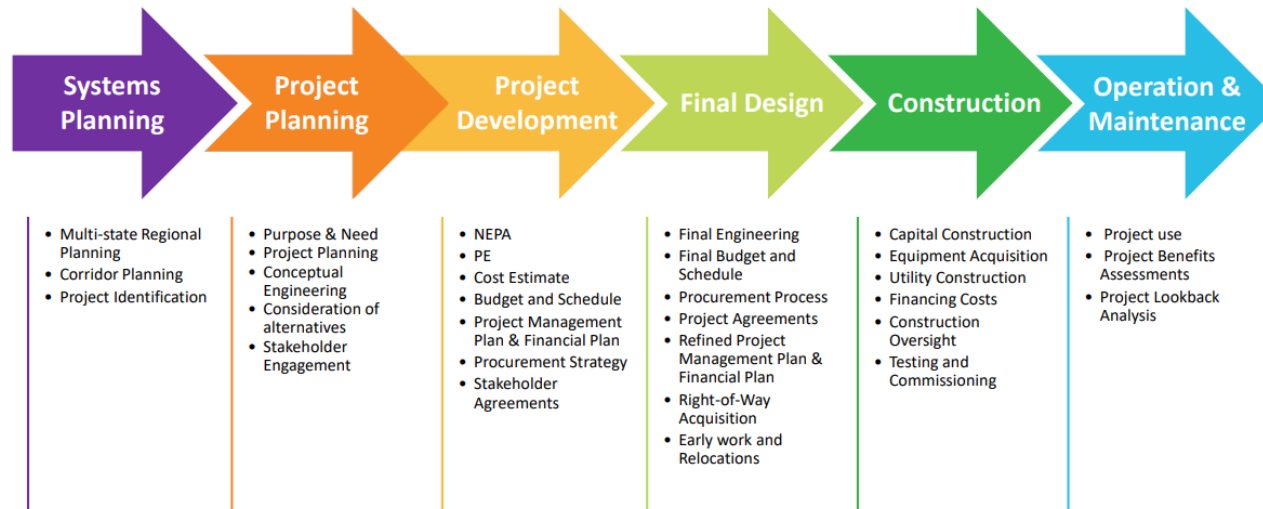 Systems
Planning
Project
Planning
Project
Development
Final Design
Construction
Operation &
Maintenance
• Multi-state Regional
Planning
• Corridor Planning
• Project Identification
• Purpose & Need
• Project Planning
• Conceptual
Engineering
• Consideration of
alternatives
• Stakeholder
Engagement
• NEPA
• PE
• Cost Estimate
• Budget and Schedule
• Project Management
Plan & Financial Plan
• Procurement Strategy
• Stakeholder
Agreements
• Final Engineering
• Final Budget and
Schedule
• Procurement Process
• Project Agreements
• Refined Project
Management Plan &
Financial Plan
• Right-of-Way
Acquisition
• Early work and
Relocations
• Capital Construction
• Equipment Acquisition
• Utility Construction
• Financing Costs
• Construction
Oversight
• Testing and
Commissioning
• Project use
• Project Benefits
Assessments
• Project Lookback
Analysis